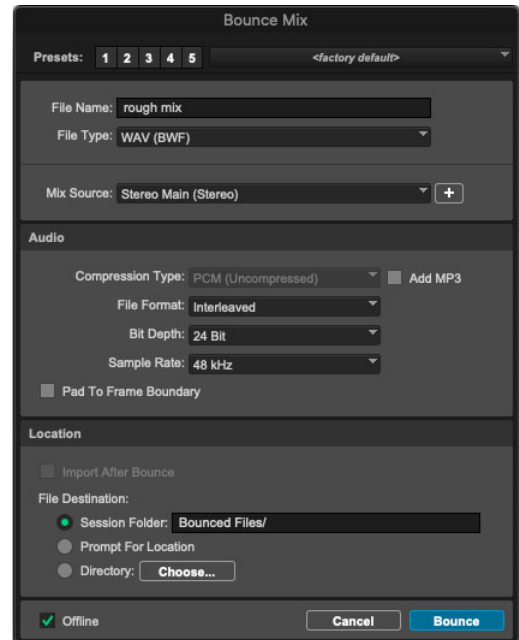 Bounce Mix
Presets: 1 2 3 4 5 <factory default>
File Name: rough mix
File Type: WAV (BWF)
Mix Source: Stereo Main (Stereo) +
Audio
Compression Type: PCM (Uncompressed) Add MP3
File Format: Interleaved
Bit Depth: 24 Bit
Sample Rate: 48 kHz
Pad To Frame Boundary
Location
Import After Bounce
File Destination:
Session Folder: Bounced Files/
Prompt For Location
Directory: Choose...
Offline Cancel Bounce